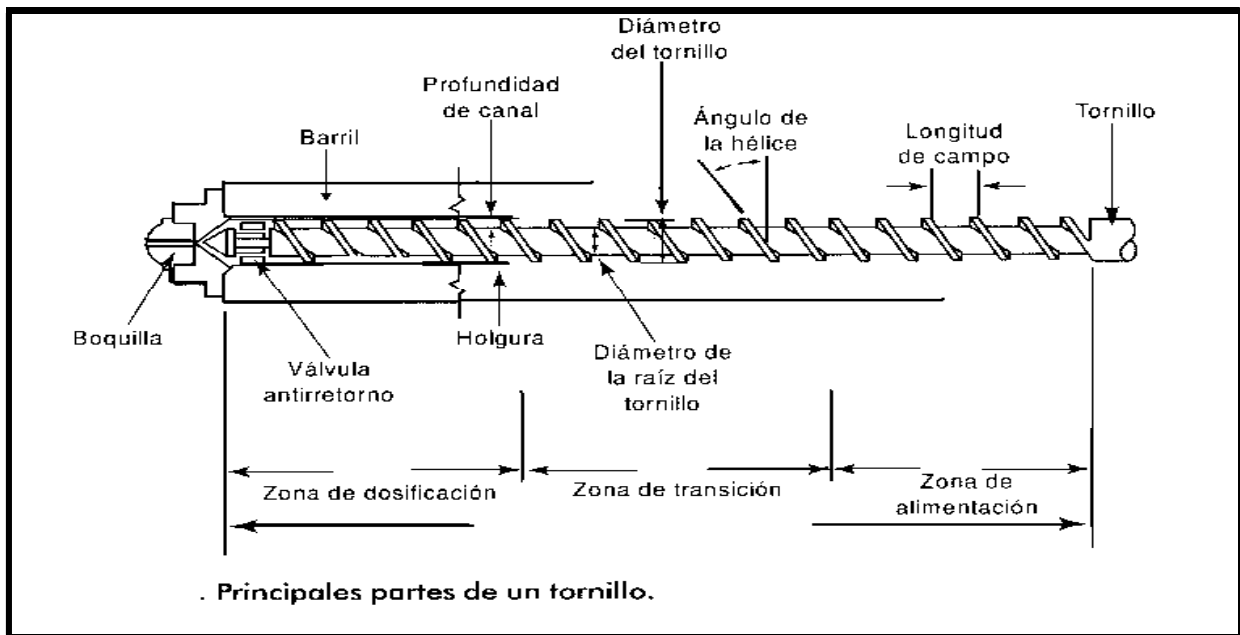 Diámetro
del tornillo
Profundidad
de canal
Ángulo de
la hélice
Tornillo
Longitud
de campo
Barril
Boquilla
Válvula
antirretorno
Holgura
Diámetro de
la raíz del
tornillo
Zona de dosificación
Zona de transición
Zona de
alimentación
. Principales partes de un tornillo.